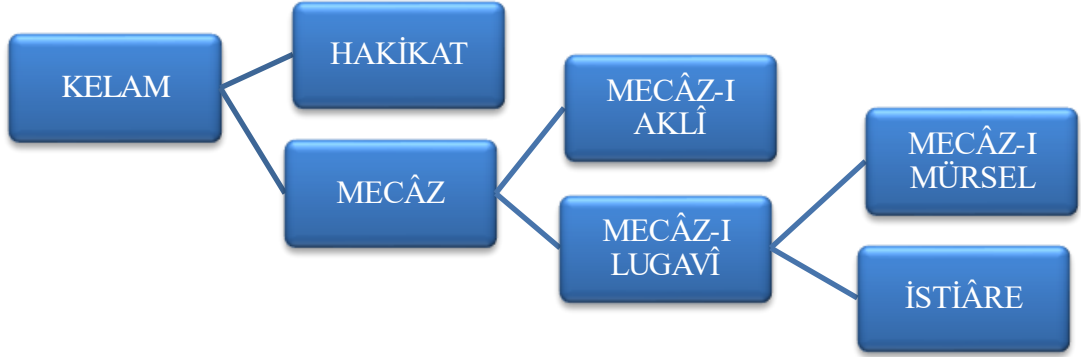 KELAM
HAKİKAT
MECÂZ
MECÂZ-I
AKLÎ
MECÂZ-I
LUGAVÎ
MECÂZ-I
MÜRSEL
İSTİÂRE